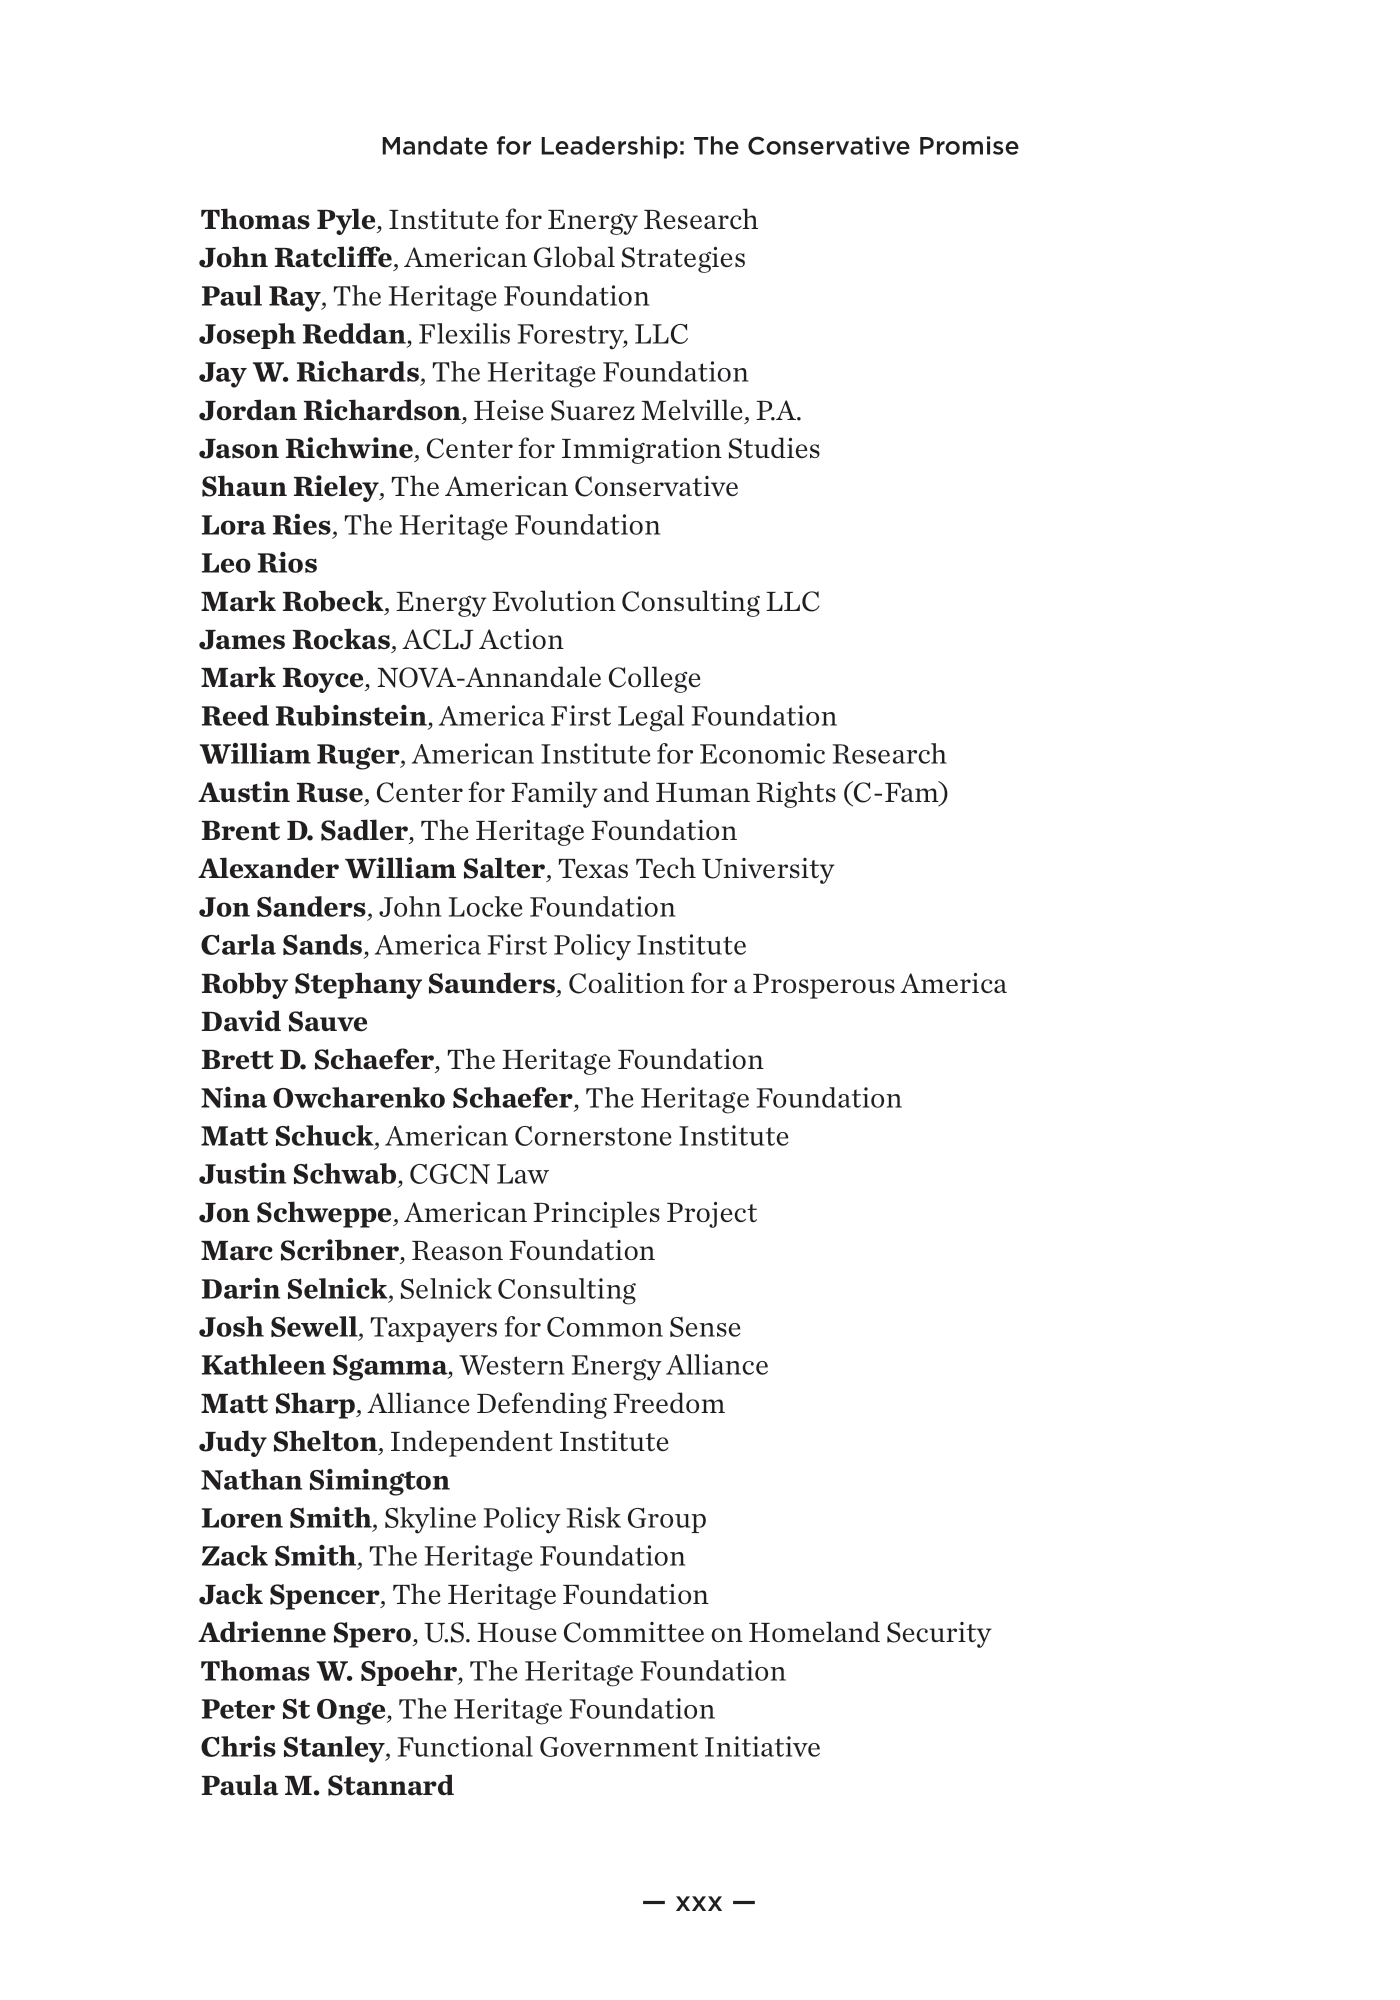 Mandate for Leadership: The Conservative Promise
Thomas Pyle, Institute for Energy Research
John Ratcliffe, American Global Strategies
Paul Ray, The Heritage Foundation
Joseph Reddan, Flexilis Forestry, LLC
Jay W. Richards, The Heritage Foundation
Jordan Richardson, Heise Suarez Melville, P.A.
Jason Richwine, Center for Immigration Studies
Shaun Rieley, The American Conservative
Lora Ries, The Heritage Foundation
Leo Rios
Mark Robeck, Energy Evolution Consulting LLC
James Rockas, ACLJ Action
Mark Royce, NOVA-Annandale College
Reed Rubinstein, America First Legal Foundation
William Ruger, American Institute for Economic Research
Austin Ruse, Center for Family and Human Rights (C-Fam)
Brent D. Sadler, The Heritage Foundation
Alexander William Salter, Texas Tech University
Jon Sanders, John Locke Foundation
Carla Sands, America First Policy Institute
Robby Stephany Saunders, Coalition for a Prosperous America
David Sauve
Brett D. Schaefer, The Heritage Foundation
Nina Owcharenko Schaefer, The Heritage Foundation
Matt Schuck, American Cornerstone Institute
Justin Schwab, CGCN Law
Jon Schweppe, American Principles Project
Marc Scribner, Reason Foundation
Darin Selnick, Selnick Consulting
Josh Sewell, Taxpayers for Common Sense
Kathleen Sgamma, Western Energy Alliance
Matt Sharp, Alliance Defending Freedom
Judy Shelton, Independent Institute
Nathan Simington
Loren Smith, Skyline Policy Risk Group
Zack Smith, The Heritage Foundation
Jack Spencer, The Heritage Foundation
Adrienne Spero, U.S. House Committee on Homeland Security
Thomas W. Spoehr, The Heritage Foundation
Peter St Onge, The Heritage Foundation
Chris Stanley, Functional Government Initiative
Paula M. Stannard
— xxx —